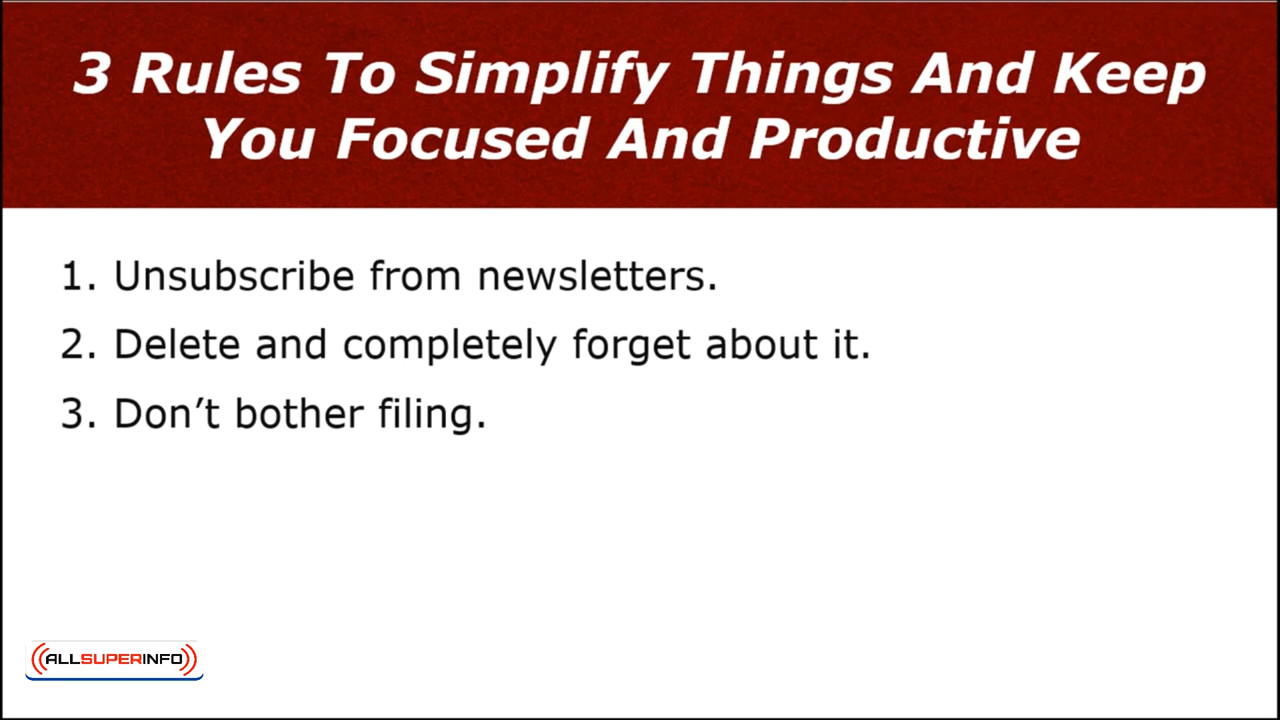 3 Rules To Simplify Things And Keep
You Focused And Productive
1. Unsubscribe from newsletters.
2. Delete and completely forget about it.
3. Don’t bother filing.
ALLSUPERINFO